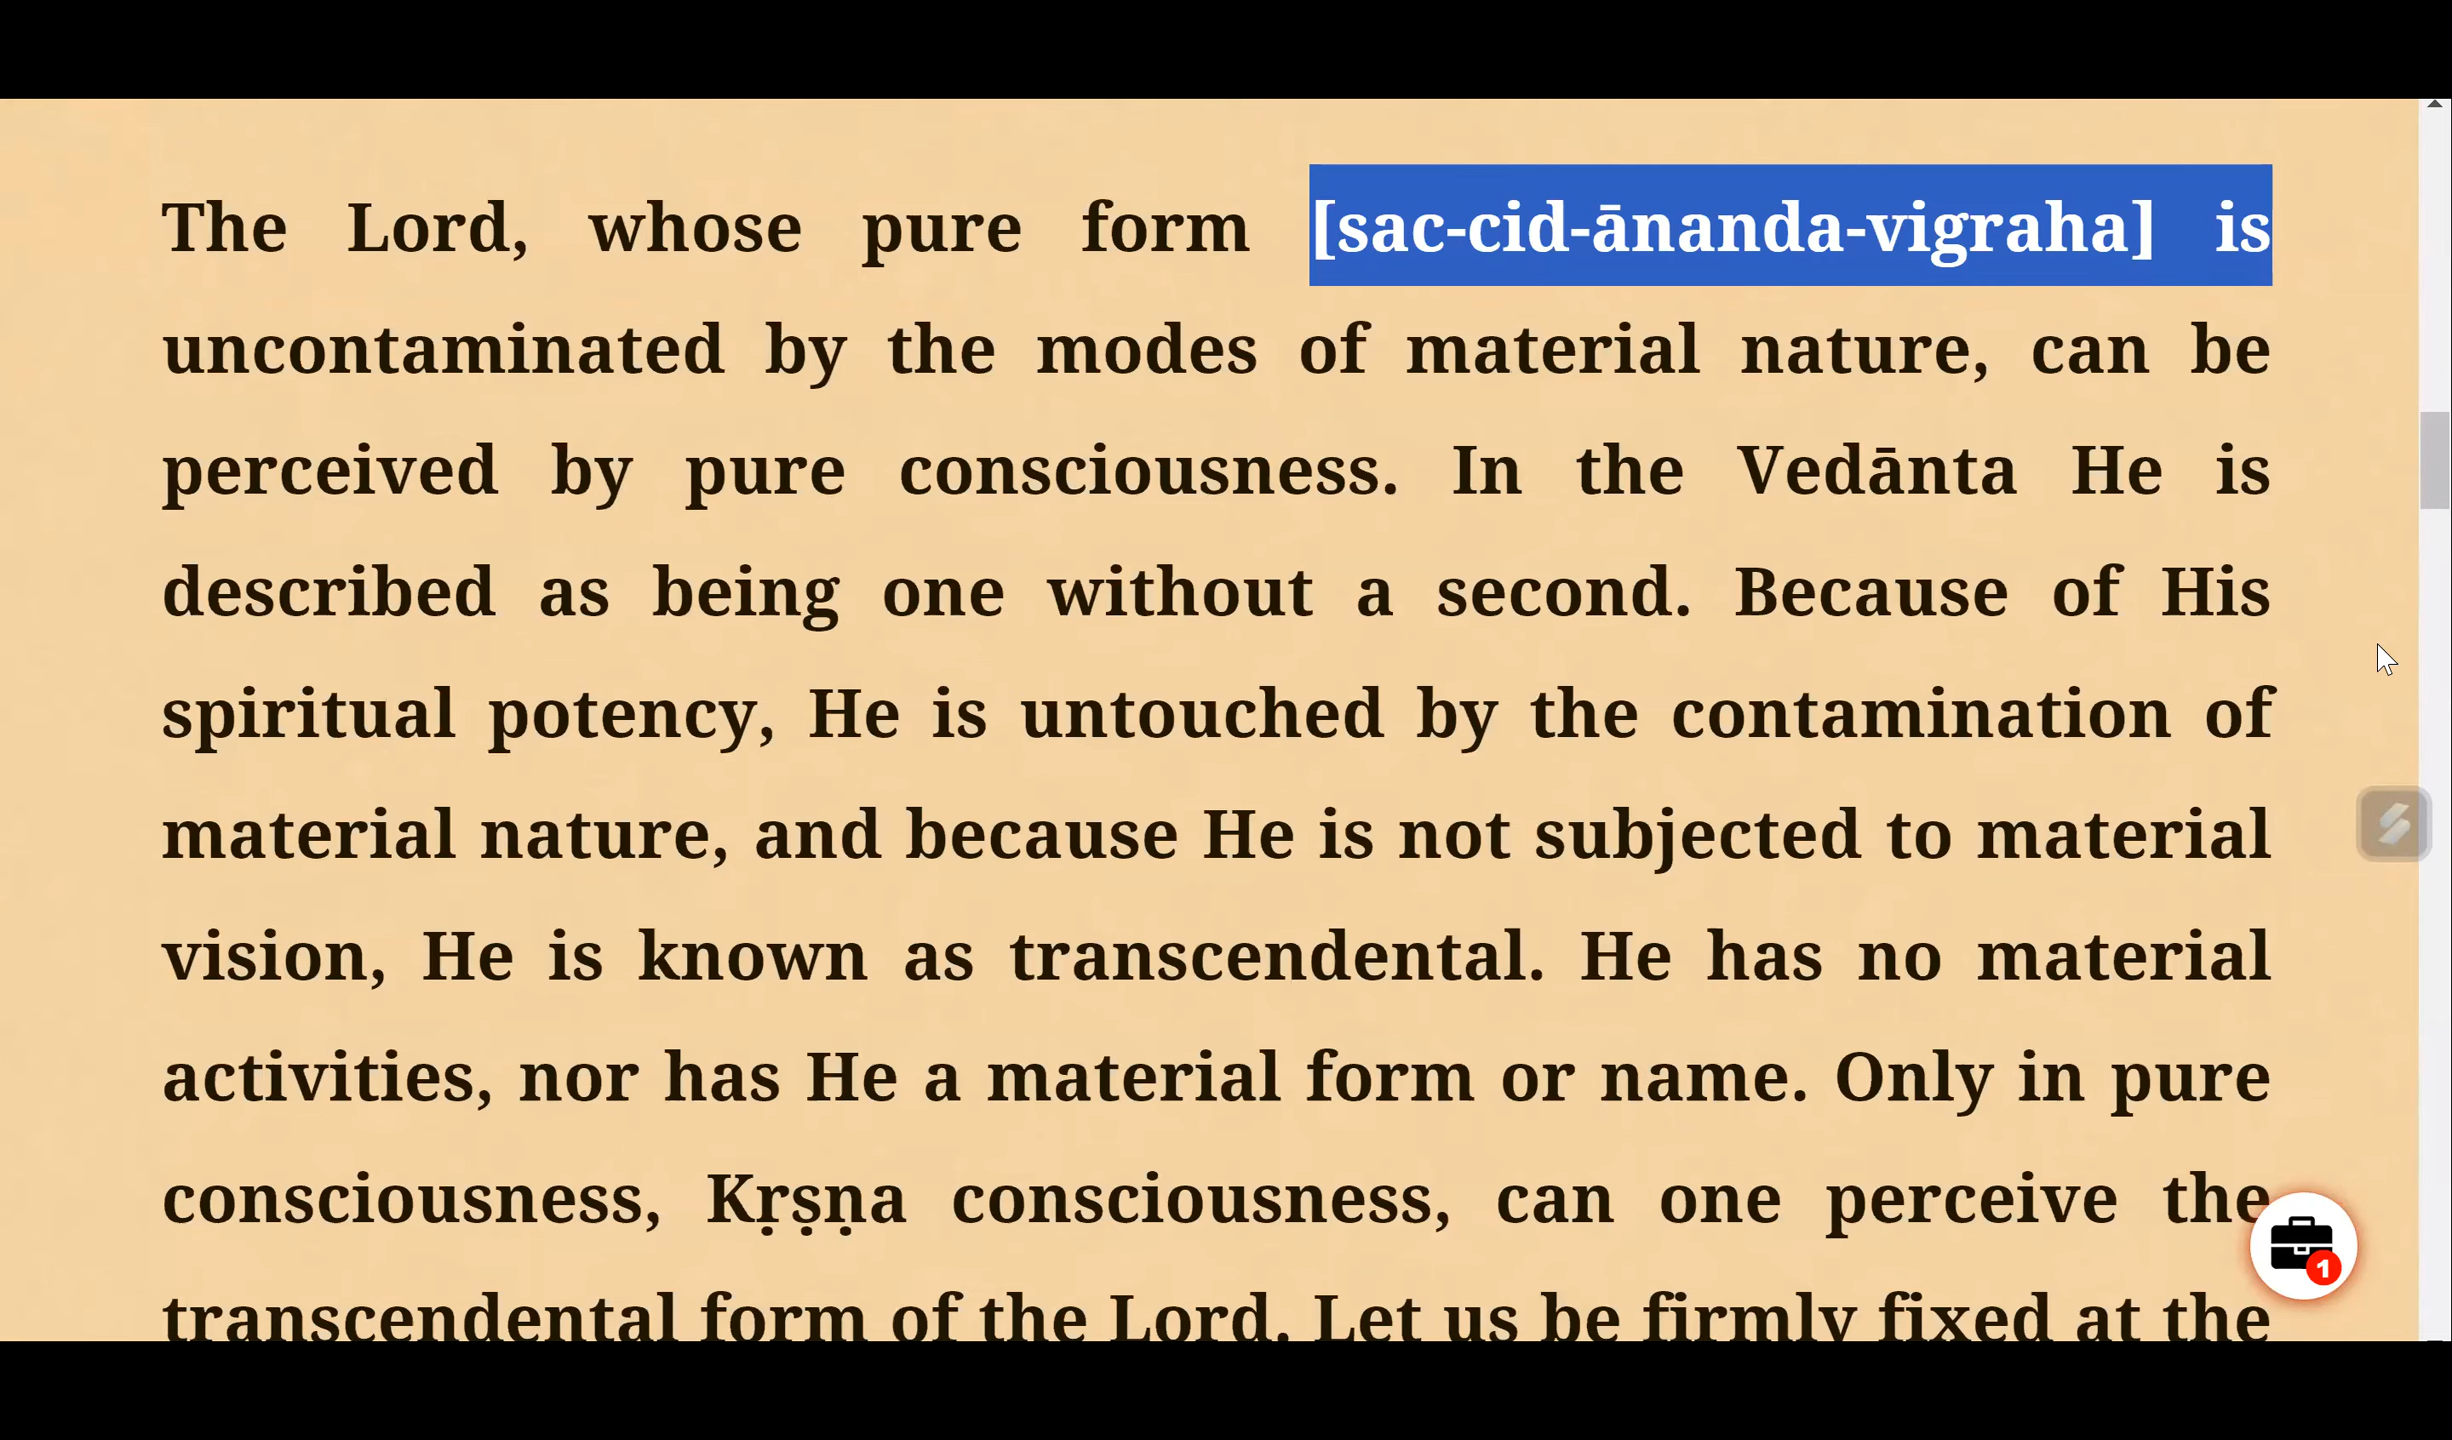 The Lord, whose pure form [sac-cid-ānanda-vigraha] is
uncontaminated by the modes of material nature, can be
perceived by pure consciousness. In the Vedānta He is
described as being one without a second. Because of His
spiritual potency, He is untouched by the contamination of
material nature, and because He is not subjected to material
vision, He is known as transcendental. He has no material
activities, nor has He a material form or name. Only in pure
consciousness, Kṛṣṇa consciousness, can one perceive the
transcendental form of the Lord. Let us be firmly fixed at the
1